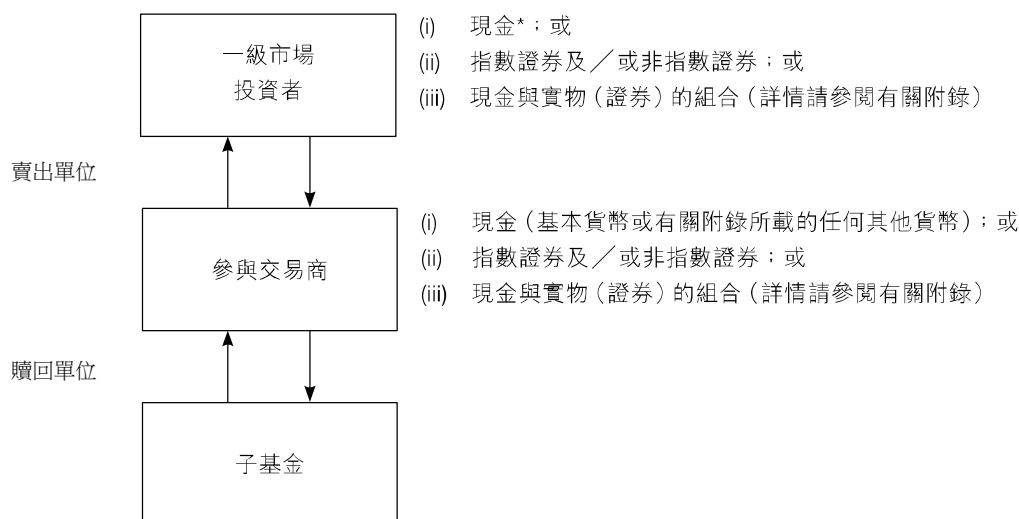 一級市場
投資者
(i) 現金*；或
(ii) 指數證券及／或非指數證券；或
(iii) 現金與實物（證券）的組合（詳情請參閱有關附錄）
賣出單位
參與交易商
(i) 現金（基本貨幣或有關附錄所載的任何其他貨幣）；或
(ii) 指數證券及／或非指數證券；或
(iii) 現金與實物（證券）的組合（詳情請參閱有關附錄）
贖回單位
子基金